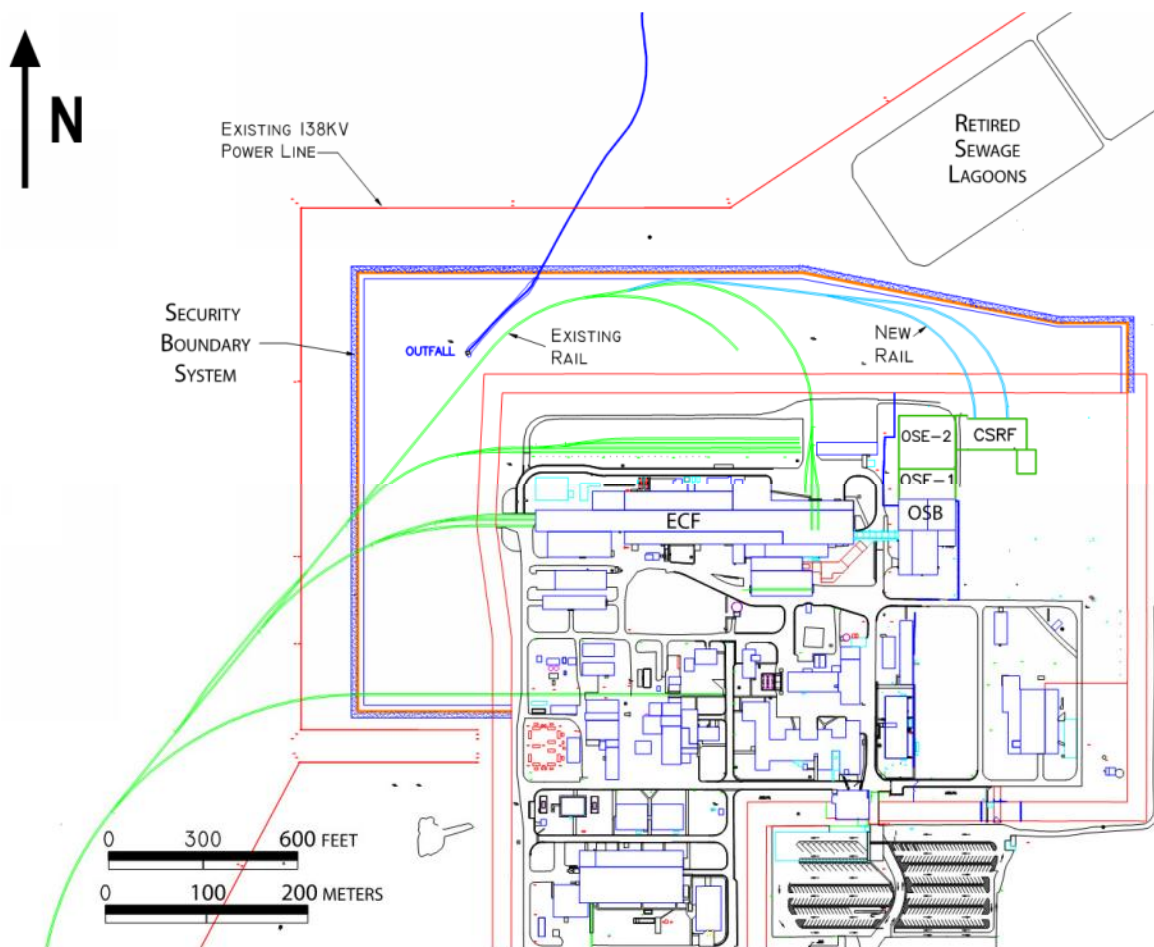 N
EXISTING 138KV
POWER LINE
RETIRED
SEWAGE
LAGOONS
SECURITY
BOUNDARY
SYSTEM
OUTFALL
EXISTING
RAIL
NEW
RAIL
OSE-2
CSRF
OSE-1
OSB
ECF
0 300 600 FEET
0 100 200 METERS